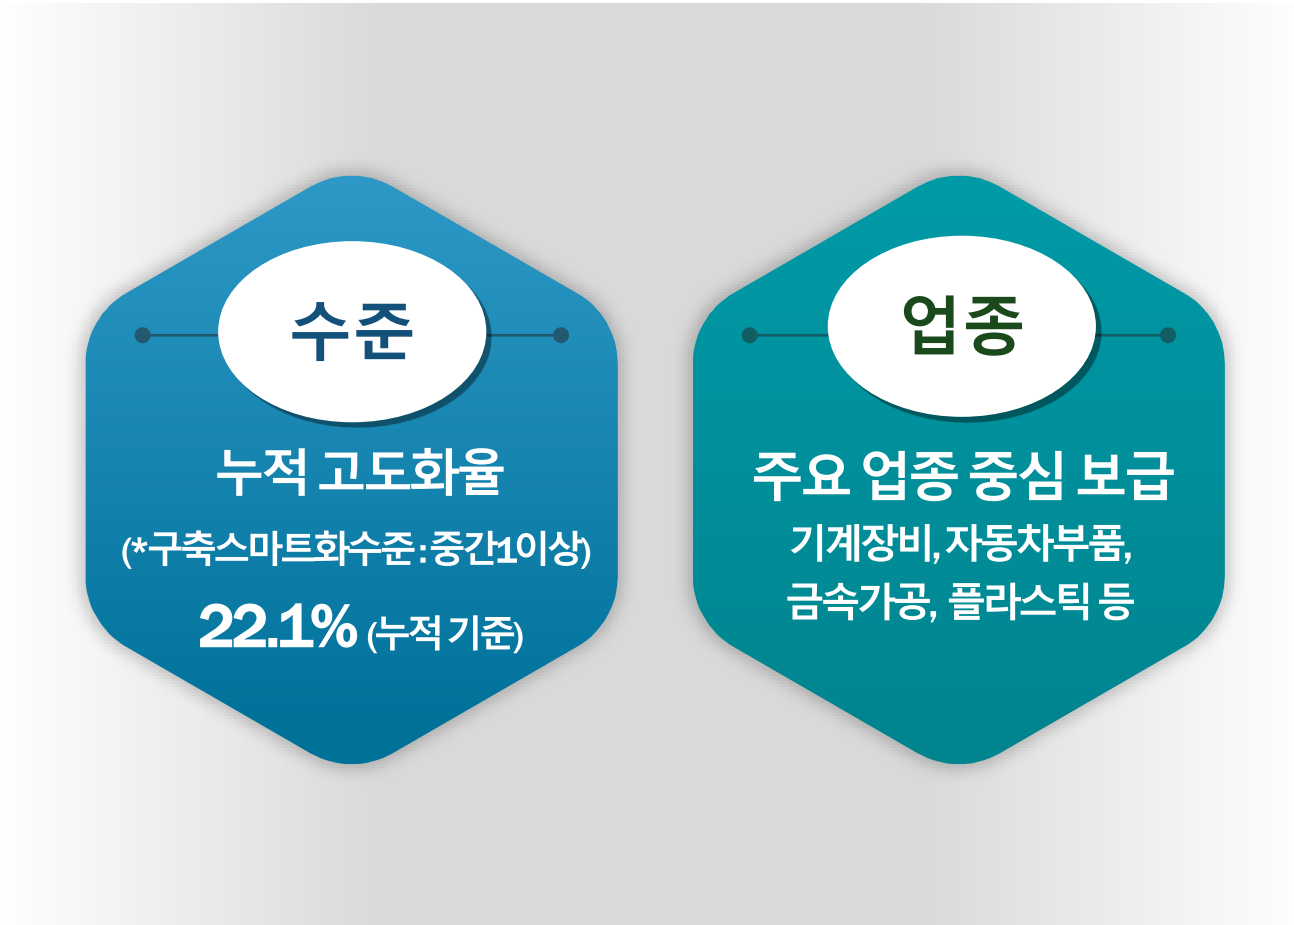 수준
누적 고도화율
(*구축스마트화수준:중간1이상)
22.1% (누적 기준)
업종
주요 업종 중심 보급
기계장비, 자동차부품,
금속가공, 플라스틱 등